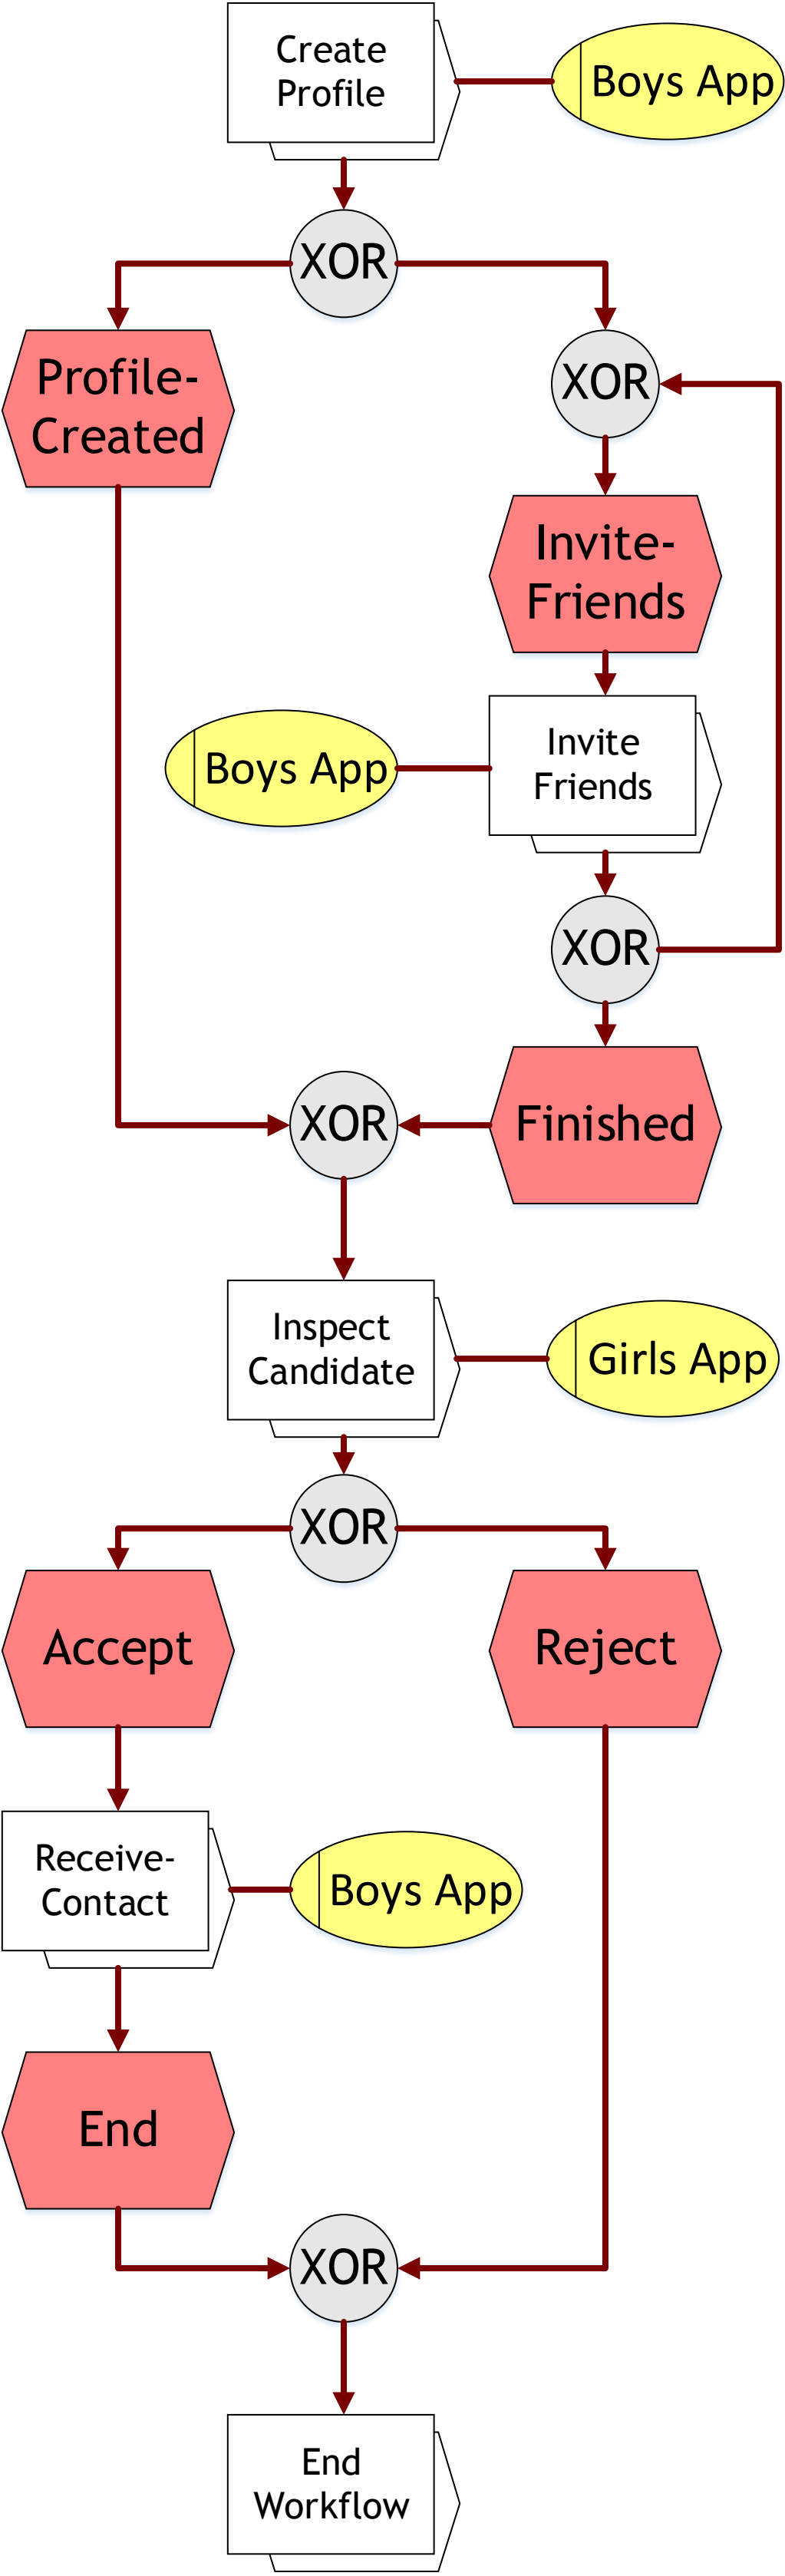 Create
Profile
Boys App
XOR
Profile-
Created
XOR
Invite-
Friends
Boys App
Invite
Friends
XOR
XOR
Finished
Inspect
Candidate
Girls App
XOR
Accept
Reject
Receive-
Contact
Boys App
End
XOR
End
Workflow